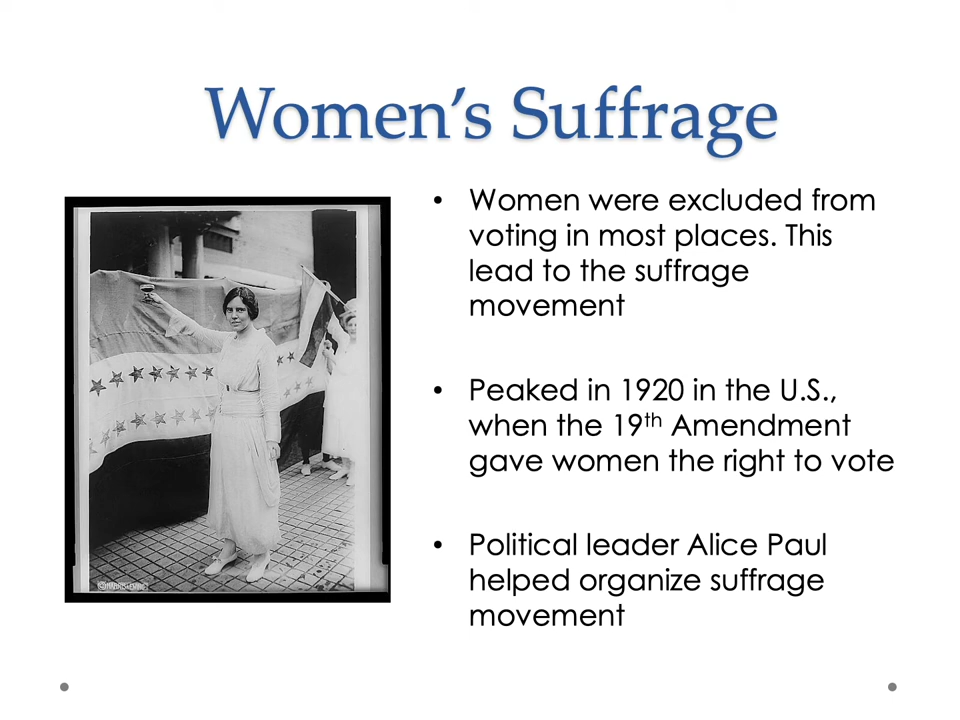 Women’s Suffrage
• Women were excluded from
voting in most places. This
lead to the suffrage
movement
• Peaked in 1920 in the U.S.,
when the 19th Amendment
gave women the right to vote
• Political leader Alice Paul
helped organize suffrage
movement